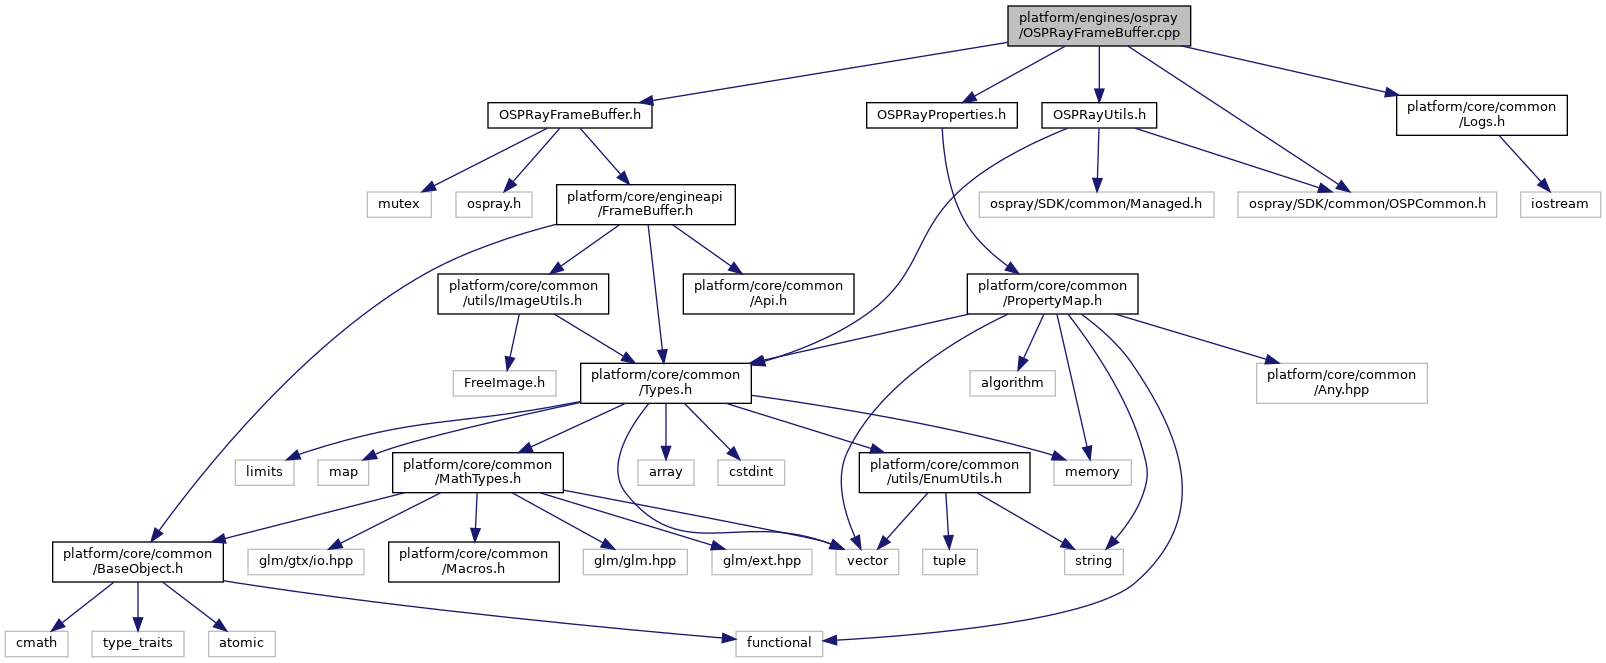 platform/engines/ospray
/OSPRayFrameBuffer.cpp
OSPRayFrameBuffer.h
OSPRayProperties.h
OSPRayUtils.h
platform/core/common
/Logs.h
mutex
ospray.h
platform/core/engineapi
/FrameBuffer.h
ospray/SDK/common/Managed.h
ospray/SDK/common/OSPCommon.h
iostream
platform/core/common
/utils/ImageUtils.h
platform/core/common
/Api.h
platform/core/common
/PropertyMap.h
FreeImage.h
platform/core/common
/Types.h
algorithm
platform/core/common
/Any.hpp
limits
map
platform/core/common
/MathTypes.h
array
cstdint
platform/core/common
/utils/EnumUtils.h
memory
platform/core/common
/BaseObject.h
glm/gtx/io.hpp
platform/core/common
/Macros.h
glm/glm.hpp
glm/ext.hpp
vector
tuple
string
cmath
type_traits
atomic
functional